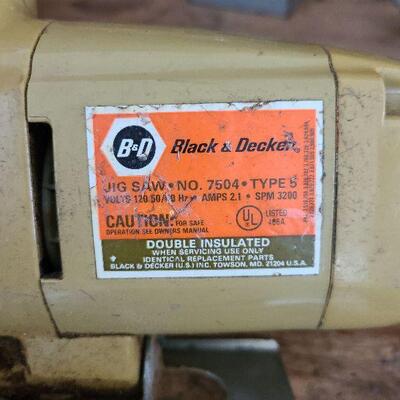 B&D Black & Decker
JIG SAW • NO. 7504 • TYPE 5
VOLTS 120 50/60 Hz • AMPS 2.1 • SPM 3200
CAUTION: FOR SAFE
OPERATION SEE OWNERS MANUAL
UL LISTED
DOUBLE INSULATED
WHEN SERVICING USE ONLY
IDENTICAL REPLACEMENT PARTS
BLACK & DECKER (U.S.) INC. TOWSON, MD. 21204 U.S.A.